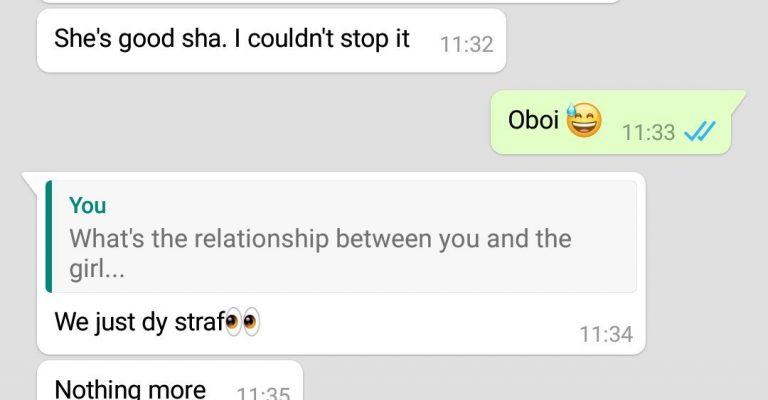 She's good sha. I couldn't stop it 11:32
Oboi 😅 11:33
You
What's the relationship between you and the
girl...
We just dy straf👀
11:34
Nothing more 11:35